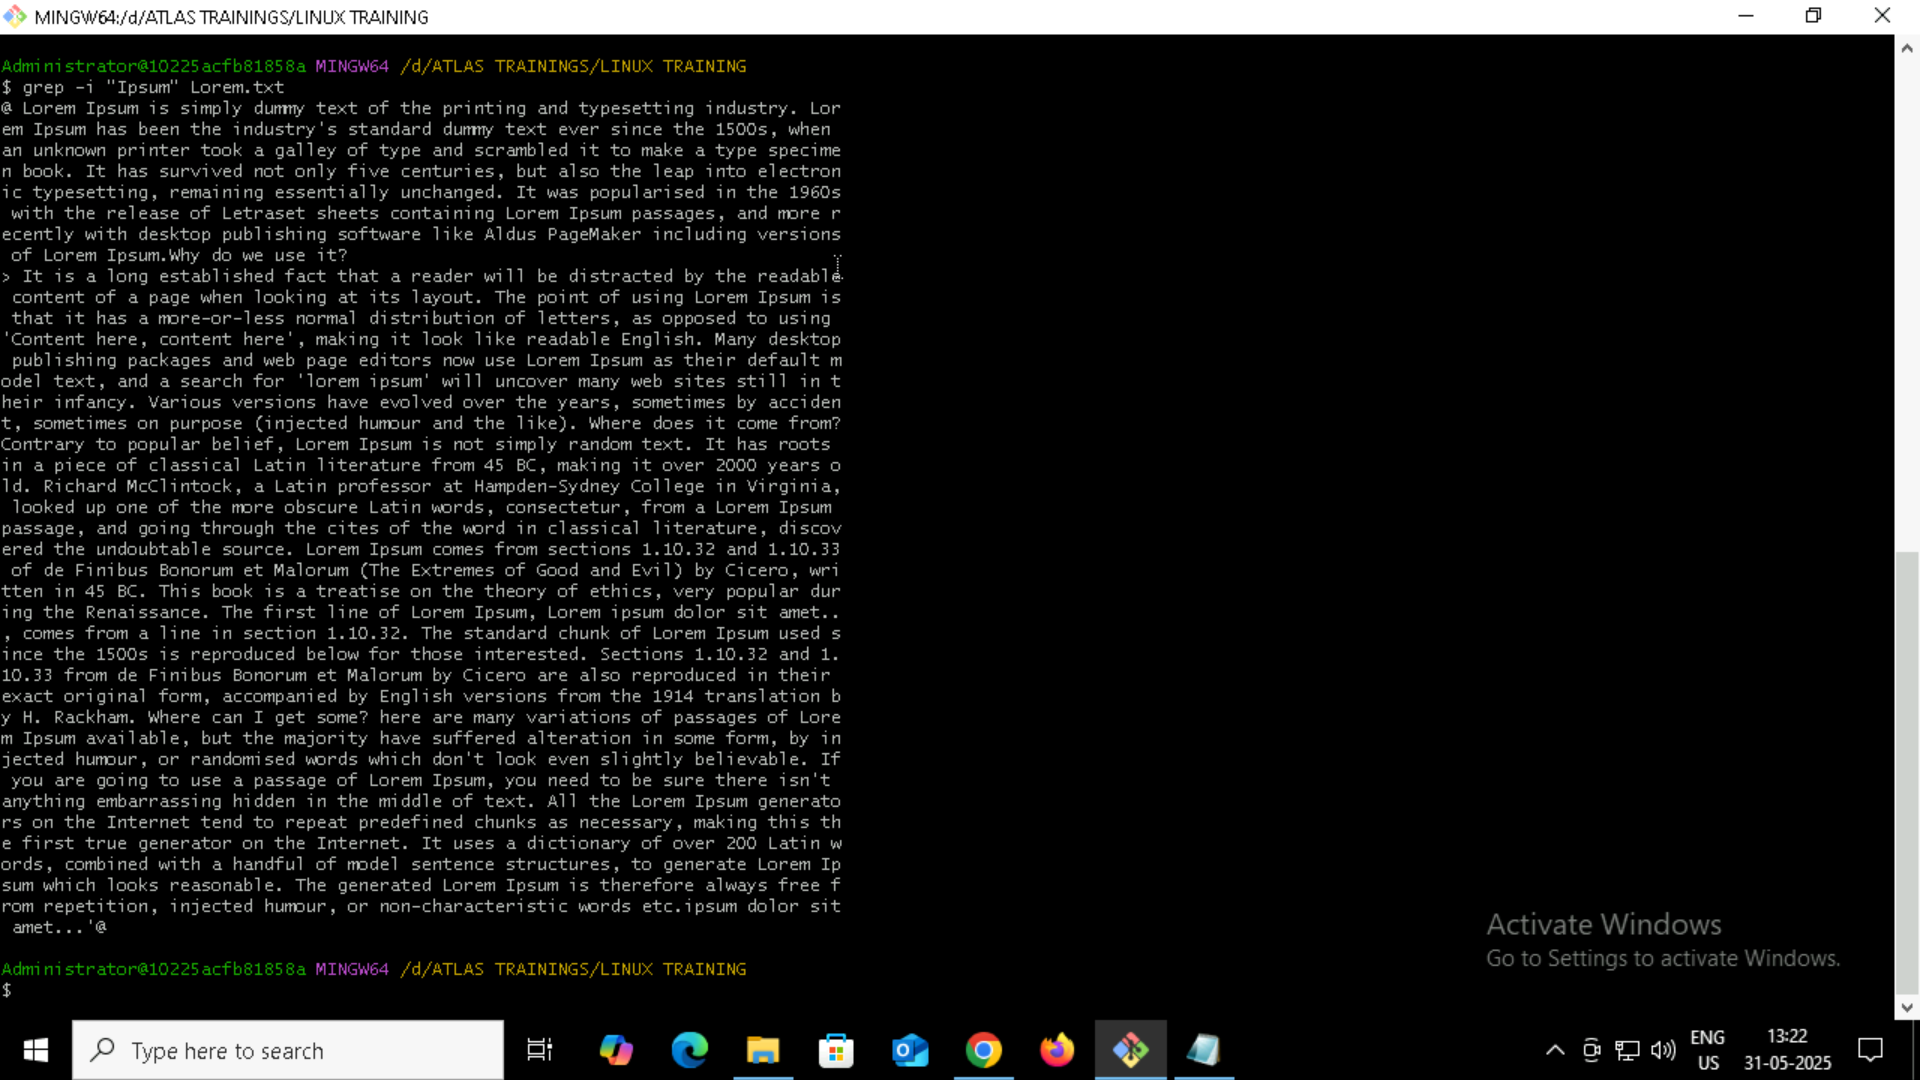 MINGW64:/d/ATLAS TRAININGS/LINUX TRAINING
Administrator@10225acfb81858a MINGW64 /d/ATLAS TRAININGS/LINUX TRAINING
$ grep -i "Ipsum" Lorem.txt
@ Lorem Ipsum is simply dummy text of the printing and typesetting industry. Lor
em Ipsum has been the industry's standard dummy text ever since the 1500s, when
an unknown printer took a galley of type and scrambled it to make a type specime
n book. It has survived not only five centuries, but also the leap into electron
ic typesetting, remaining essentially unchanged. It was popularised in the 1960s
 with the release of Letraset sheets containing Lorem Ipsum passages, and more r
ecently with desktop publishing software like Aldus PageMaker including versions
 of Lorem Ipsum.Why do we use it?
> It is a long established fact that a reader will be distracted by the readable
 content of a page when looking at its layout. The point of using Lorem Ipsum is
 that it has a more-or-less normal distribution of letters, as opposed to using
'Content here, content here', making it look like readable English. Many desktop
 publishing packages and web page editors now use Lorem Ipsum as their default m
odel text, and a search for 'lorem ipsum' will uncover many web sites still in t
heir infancy. Various versions have evolved over the years, sometimes by acciden
t, sometimes on purpose (injected humour and the like). Where does it come from?
Contrary to popular belief, Lorem Ipsum is not simply random text. It has roots
in a piece of classical Latin literature from 45 BC, making it over 2000 years o
ld. Richard McClintock, a Latin professor at Hampden-Sydney College in Virginia,
 looked up one of the more obscure Latin words, consectetur, from a Lorem Ipsum
passage, and going through the cites of the word in classical literature, discov
ered the undoubtable source. Lorem Ipsum comes from sections 1.10.32 and 1.10.33
 of de Finibus Bonorum et Malorum (The Extremes of Good and Evil) by Cicero, wri
tten in 45 BC. This book is a treatise on the theory of ethics, very popular dur
ing the Renaissance. The first line of Lorem Ipsum, Lorem ipsum dolor sit amet..
, comes from a line in section 1.10.32. The standard chunk of Lorem Ipsum used s
ince the 1500s is reproduced below for those interested. Sections 1.10.32 and 1.
10.33 from de Finibus Bonorum et Malorum by Cicero are also reproduced in their
exact original form, accompanied by English versions from the 1914 translation b
y H. Rackham. Where can I get some? here are many variations of passages of Lore
m Ipsum available, but the majority have suffered alteration in some form, by in
jected humour, or randomised words which don't look even slightly believable. If
 you are going to use a passage of Lorem Ipsum, you need to be sure there isn't
anything embarrassing hidden in the middle of text. All the Lorem Ipsum generato
rs on the Internet tend to repeat predefined chunks as necessary, making this th
e first true generator on the Internet. It uses a dictionary of over 200 Latin w
ords, combined with a handful of model sentence structures, to generate Lorem Ip
sum which looks reasonable. The generated Lorem Ipsum is therefore always free f
rom repetition, injected humour, or non-characteristic words etc.ipsum dolor sit
 amet...'@
Administrator@10225acfb81858a MINGW64 /d/ATLAS TRAININGS/LINUX TRAINING
$
Activate Windows
Go to Settings to activate Windows.
Type here to search
ENG
US
13:22
31-05-2025